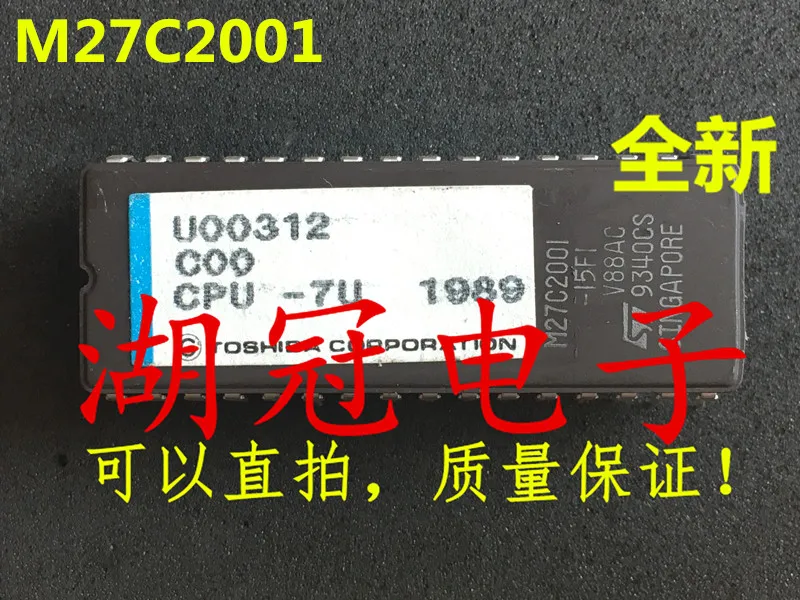 M27C2001
全新
U00312
C00
CPU -7U 1989
© TOSHIBA CORPORATION
M27C2001
-15F1
V88AC
9340CS
SINGAPORE
ST
湖冠电子
可以直拍，质量保证！